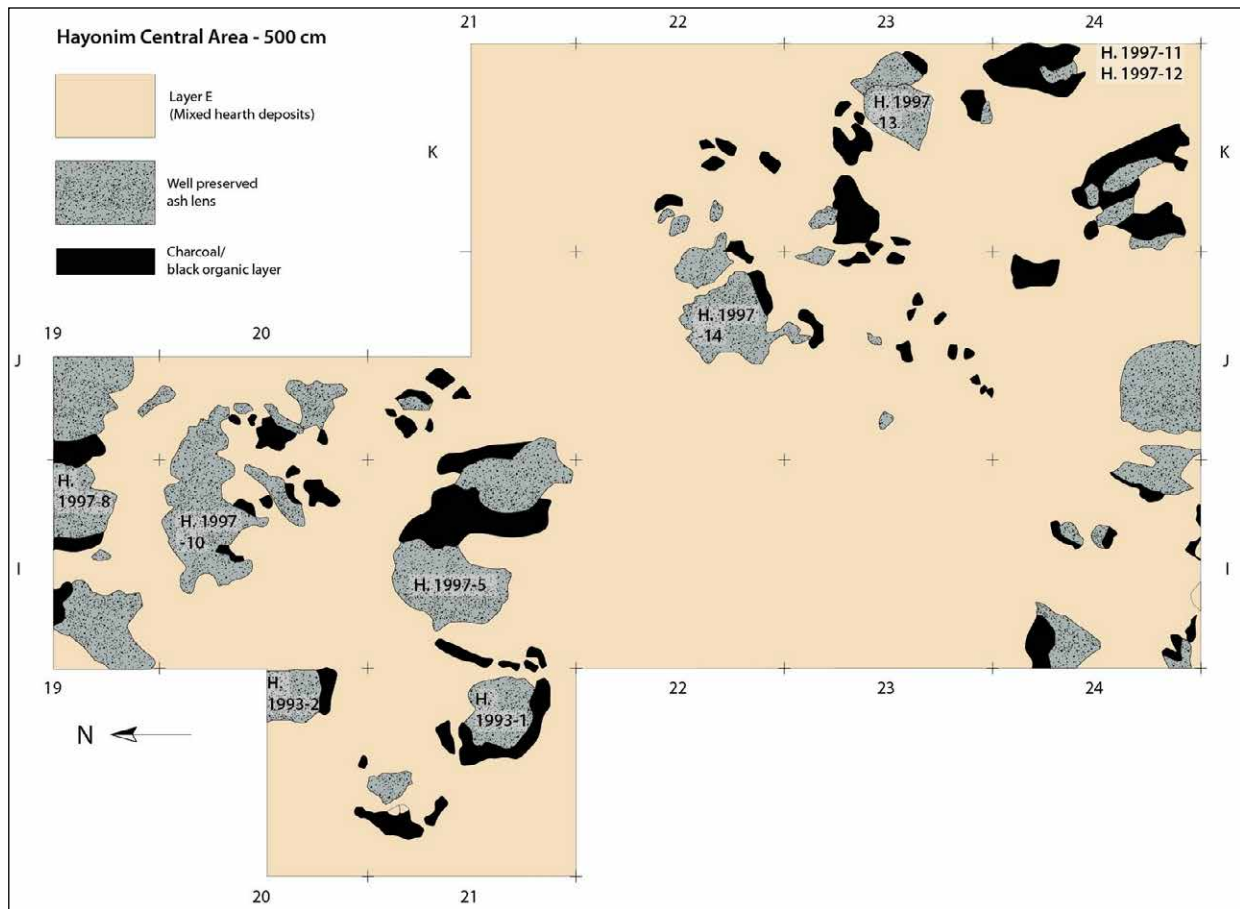 Hayonim Central Area - 500 cm
Layer E
(Mixed hearth deposits)
Well preserved
ash lens
Charcoal/
black organic layer
21
22
23
24
H. 1997-11
H. 1997-12
H. 1997
-13
K
K
H. 1997
-14
19
20
J
J
H.
1997-8
H. 1997
-10
H. 1997-5
I
I
19
H.
1993-2
H.
1993-1
22
23
24
N
20
21